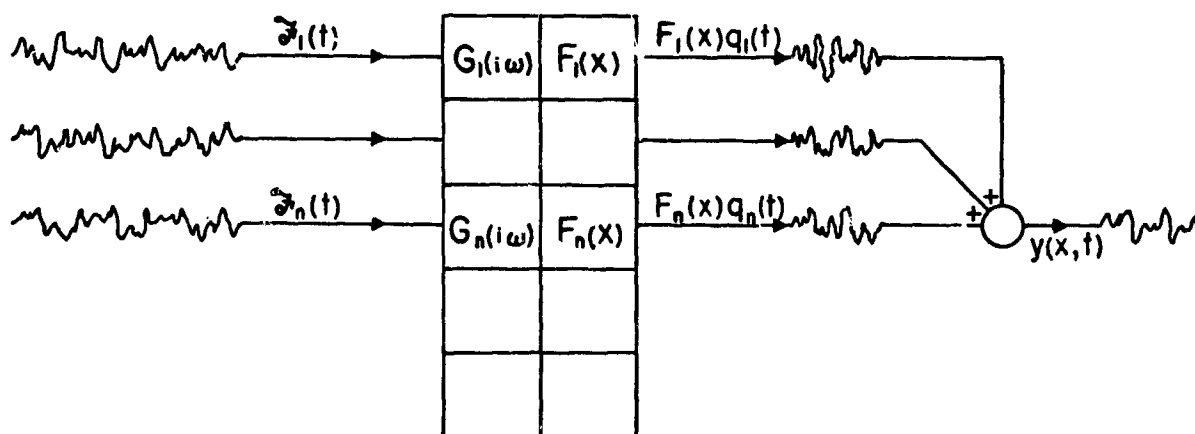 ℱ₁(t)
G₁(iω) F₁(x)
F₁(x)q₁(t)
ℱₙ(t)
Gₙ(iω) Fₙ(x)
Fₙ(x)qₙ(t)
+
+
y(x,t)